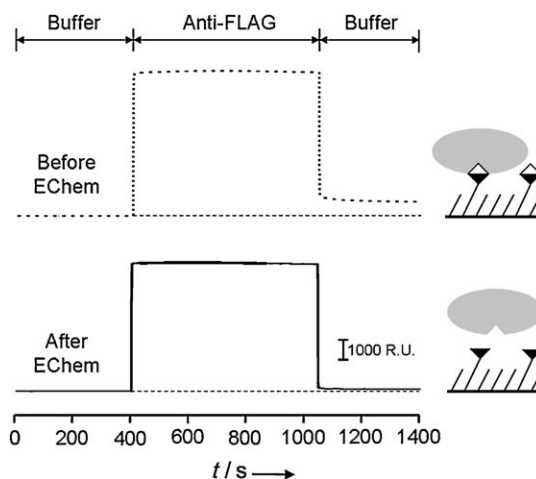 Buffer Anti-FLAG Buffer
Before
EChem
After
EChem
1000 R.U.
0 200 400 600 800 1000 1200 1400
t / s